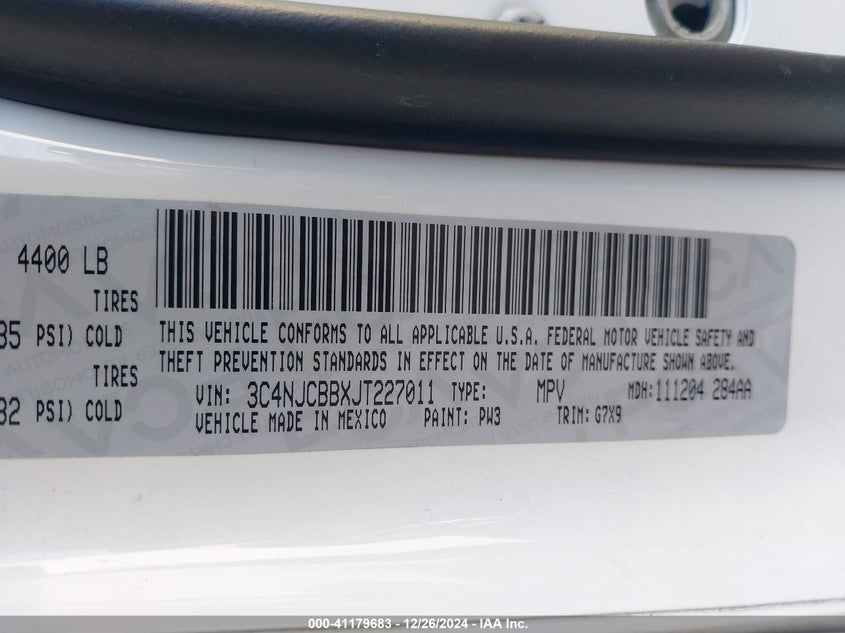 4400 LB
TIRES
85 PSI) COLD
TIRES
82 PSI) COLD
THIS VEHICLE CONFORMS TO ALL APPLICABLE U.S.A. FEDERAL MOTOR VEHICLE SAFETY AND
THEFT PREVENTION STANDARDS IN EFFECT ON THE DATE OF MANUFACTURE SHOWN ABOVE.
VIN: 3C4NJCBBXJT227011 TYPE: MPV MDH:111204 284AA
VEHICLE MADE IN MEXICO PAINT: PW3 TRIM: G7X9
000-41179683 - 12/26/2024 - IAA Inc.